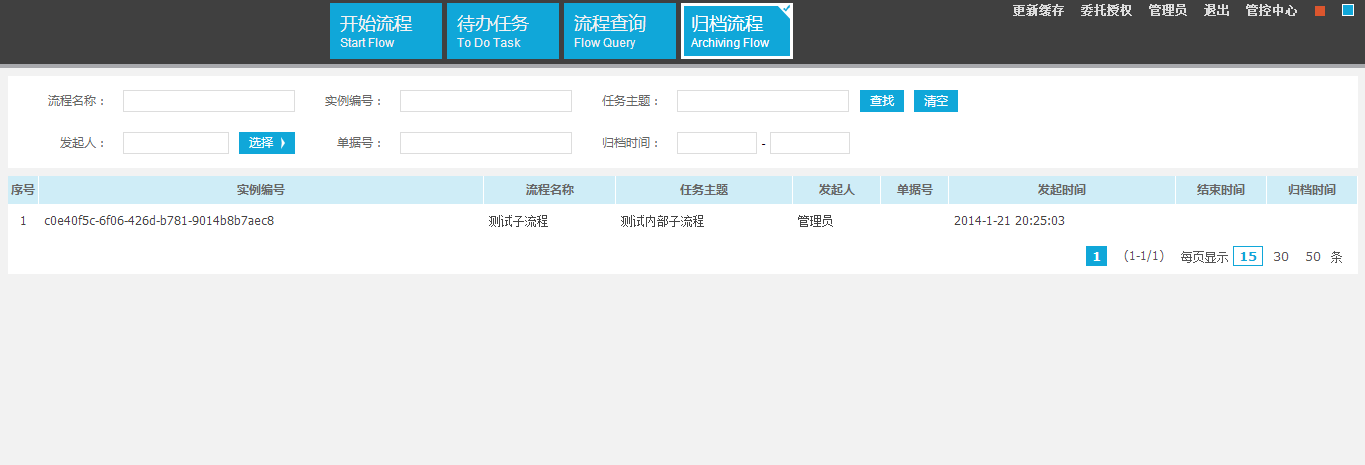 开始流程
Start Flow
待办任务
To Do Task
流程查询
Flow Query
归档流程
Archiving Flow
更新缓存 委托授权 管理员 退出 管控中心
流程名称： 实例编号： 任务主题： 查找 清空
发起人： 选择 单据号： 归档时间： -
序号 实例编号 流程名称 任务主题 发起人 单据号 发起时间 结束时间 归档时间
1 c0e40f5c-6f06-426d-b781-9014b8b7aec8 测试子流程 测试内部子流程 管理员 2014-1-21 20:25:03
1 （1-1/1） 每页显示 15 30 50 条